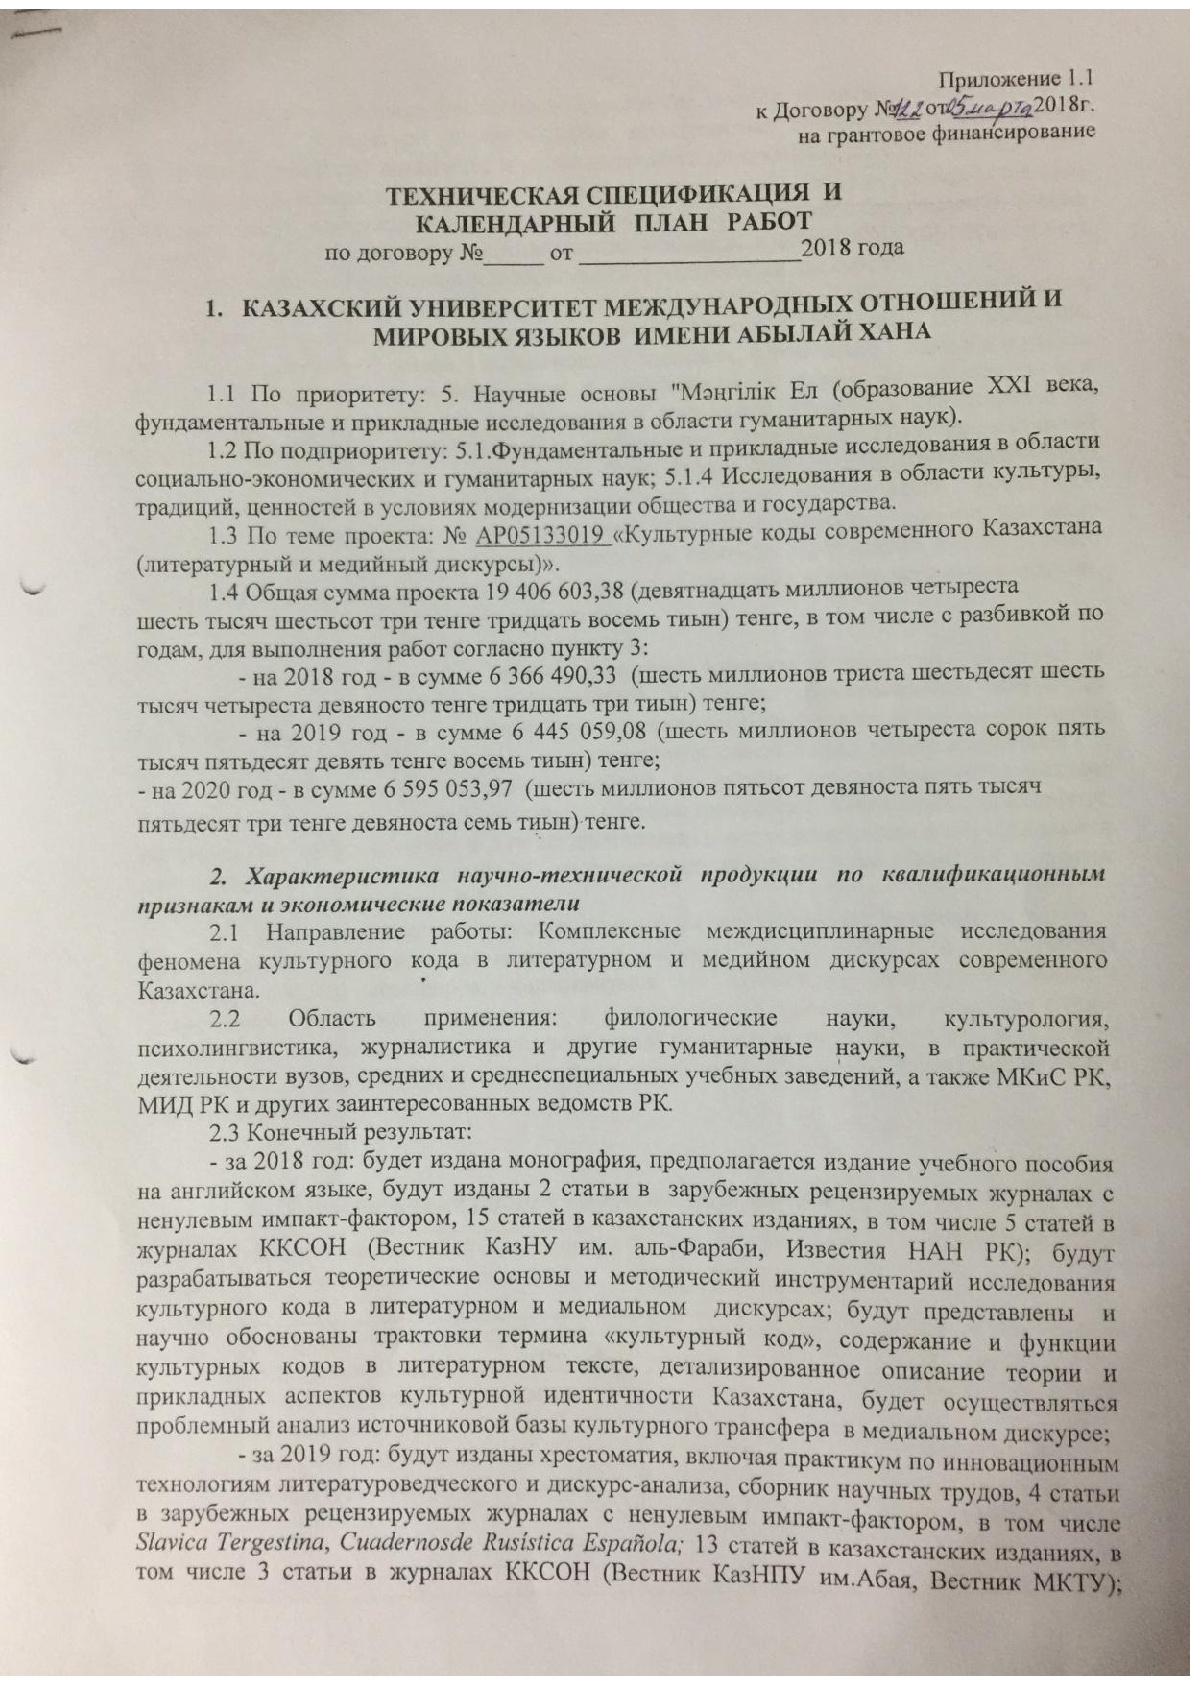 Приложение 1.1
к Договору №122 от 05 марта 2018г.
на грантовое финансирование
ТЕХНИЧЕСКАЯ СПЕЦИФИКАЦИЯ И
КАЛЕНДАРНЫЙ ПЛАН РАБОТ
по договору №_____ от __________________2018 года
1. КАЗАХСКИЙ УНИВЕРСИТЕТ МЕЖДУНАРОДНЫХ ОТНОШЕНИЙ И
МИРОВЫХ ЯЗЫКОВ ИМЕНИ АБЫЛАЙ ХАНА
1.1 По приоритету: 5. Научные основы "Мәңгілік Ел (образование XXI века,
фундаментальные и прикладные исследования в области гуманитарных наук).
1.2 По подприоритету: 5.1.Фундаментальные и прикладные исследования в области
социально-экономических и гуманитарных наук; 5.1.4 Исследования в области культуры,
традиций, ценностей в условиях модернизации общества и государства.
1.3 По теме проекта: № АР05133019 «Культурные коды современного Казахстана
(литературный и медийный дискурсы)».
1.4 Общая сумма проекта 19 406 603,38 (девятнадцать миллионов четыреста
шесть тысяч шестьсот три тенге тридцать восемь тиын) тенге, в том числе с разбивкой по
годам, для выполнения работ согласно пункту 3:
- на 2018 год - в сумме 6 366 490,33 (шесть миллионов триста шестьдесят шесть
тысяч четыреста девяносто тенге тридцать три тиын) тенге;
- на 2019 год - в сумме 6 445 059,08 (шесть миллионов четыреста сорок пять
тысяч пятьдесят девять тенге восемь тиын) тенге;
- на 2020 год - в сумме 6 595 053,97 (шесть миллионов пятьсот девяноста пять тысяч
пятьдесят три тенге девяноста семь тиын) тенге.
2. Характеристика научно-технической продукции по квалификационным
признакам и экономические показатели
2.1 Направление работы: Комплексные междисциплинарные исследования
феномена культурного кода в литературном и медийном дискурсах современного
Казахстана.
2.2 Область применения: филологические науки, культурология,
психолингвистика, журналистика и другие гуманитарные науки, в практической
деятельности вузов, средних и среднеспециальных учебных заведений, а также МКиС РК,
МИД РК и других заинтересованных ведомств РК.
2.3 Конечный результат:
- за 2018 год: будет издана монография, предполагается издание учебного пособия
на английском языке, будут изданы 2 статьи в зарубежных рецензируемых журналах с
ненулевым импакт-фактором, 15 статей в казахстанских изданиях, в том числе 5 статей в
журналах ККСОН (Вестник КазНУ им. аль-Фараби, Известия НАН РК); будут
разрабатываться теоретические основы и методический инструментарий исследования
культурного кода в литературном и медиальном дискурсах; будут представлены и
научно обоснованы трактовки термина «культурный код», содержание и функции
культурных кодов в литературном тексте, детализированное описание теории и
прикладных аспектов культурной идентичности Казахстана, будет осуществляться
проблемный анализ источниковой базы культурного трансфера в медиальном дискурсе;
- за 2019 год: будут изданы хрестоматия, включая практикум по инновационным
технологиям литературоведческого и дискурс-анализа, сборник научных трудов, 4 статьи
в зарубежных рецензируемых журналах с ненулевым импакт-фактором, в том числе
Slavica Tergestina, Cuadernosde Rusística Española; 13 статей в казахстанских изданиях, в
том числе 3 статьи в журналах ККСОН (Вестник КазНПУ им.Абая, Вестник МКТУ);